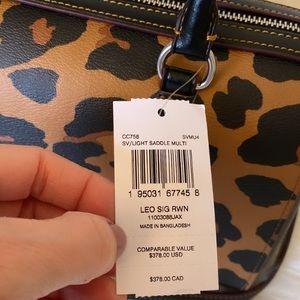 CC758 SVMU4
SV/LIGHT SADDLE MULTI
1 95031 67745 8
LEO SIG RWN
11003088JAX
MADE IN BANGLADESH
COMPARABLE VALUE
$378.00 USD
$378.00 CAD